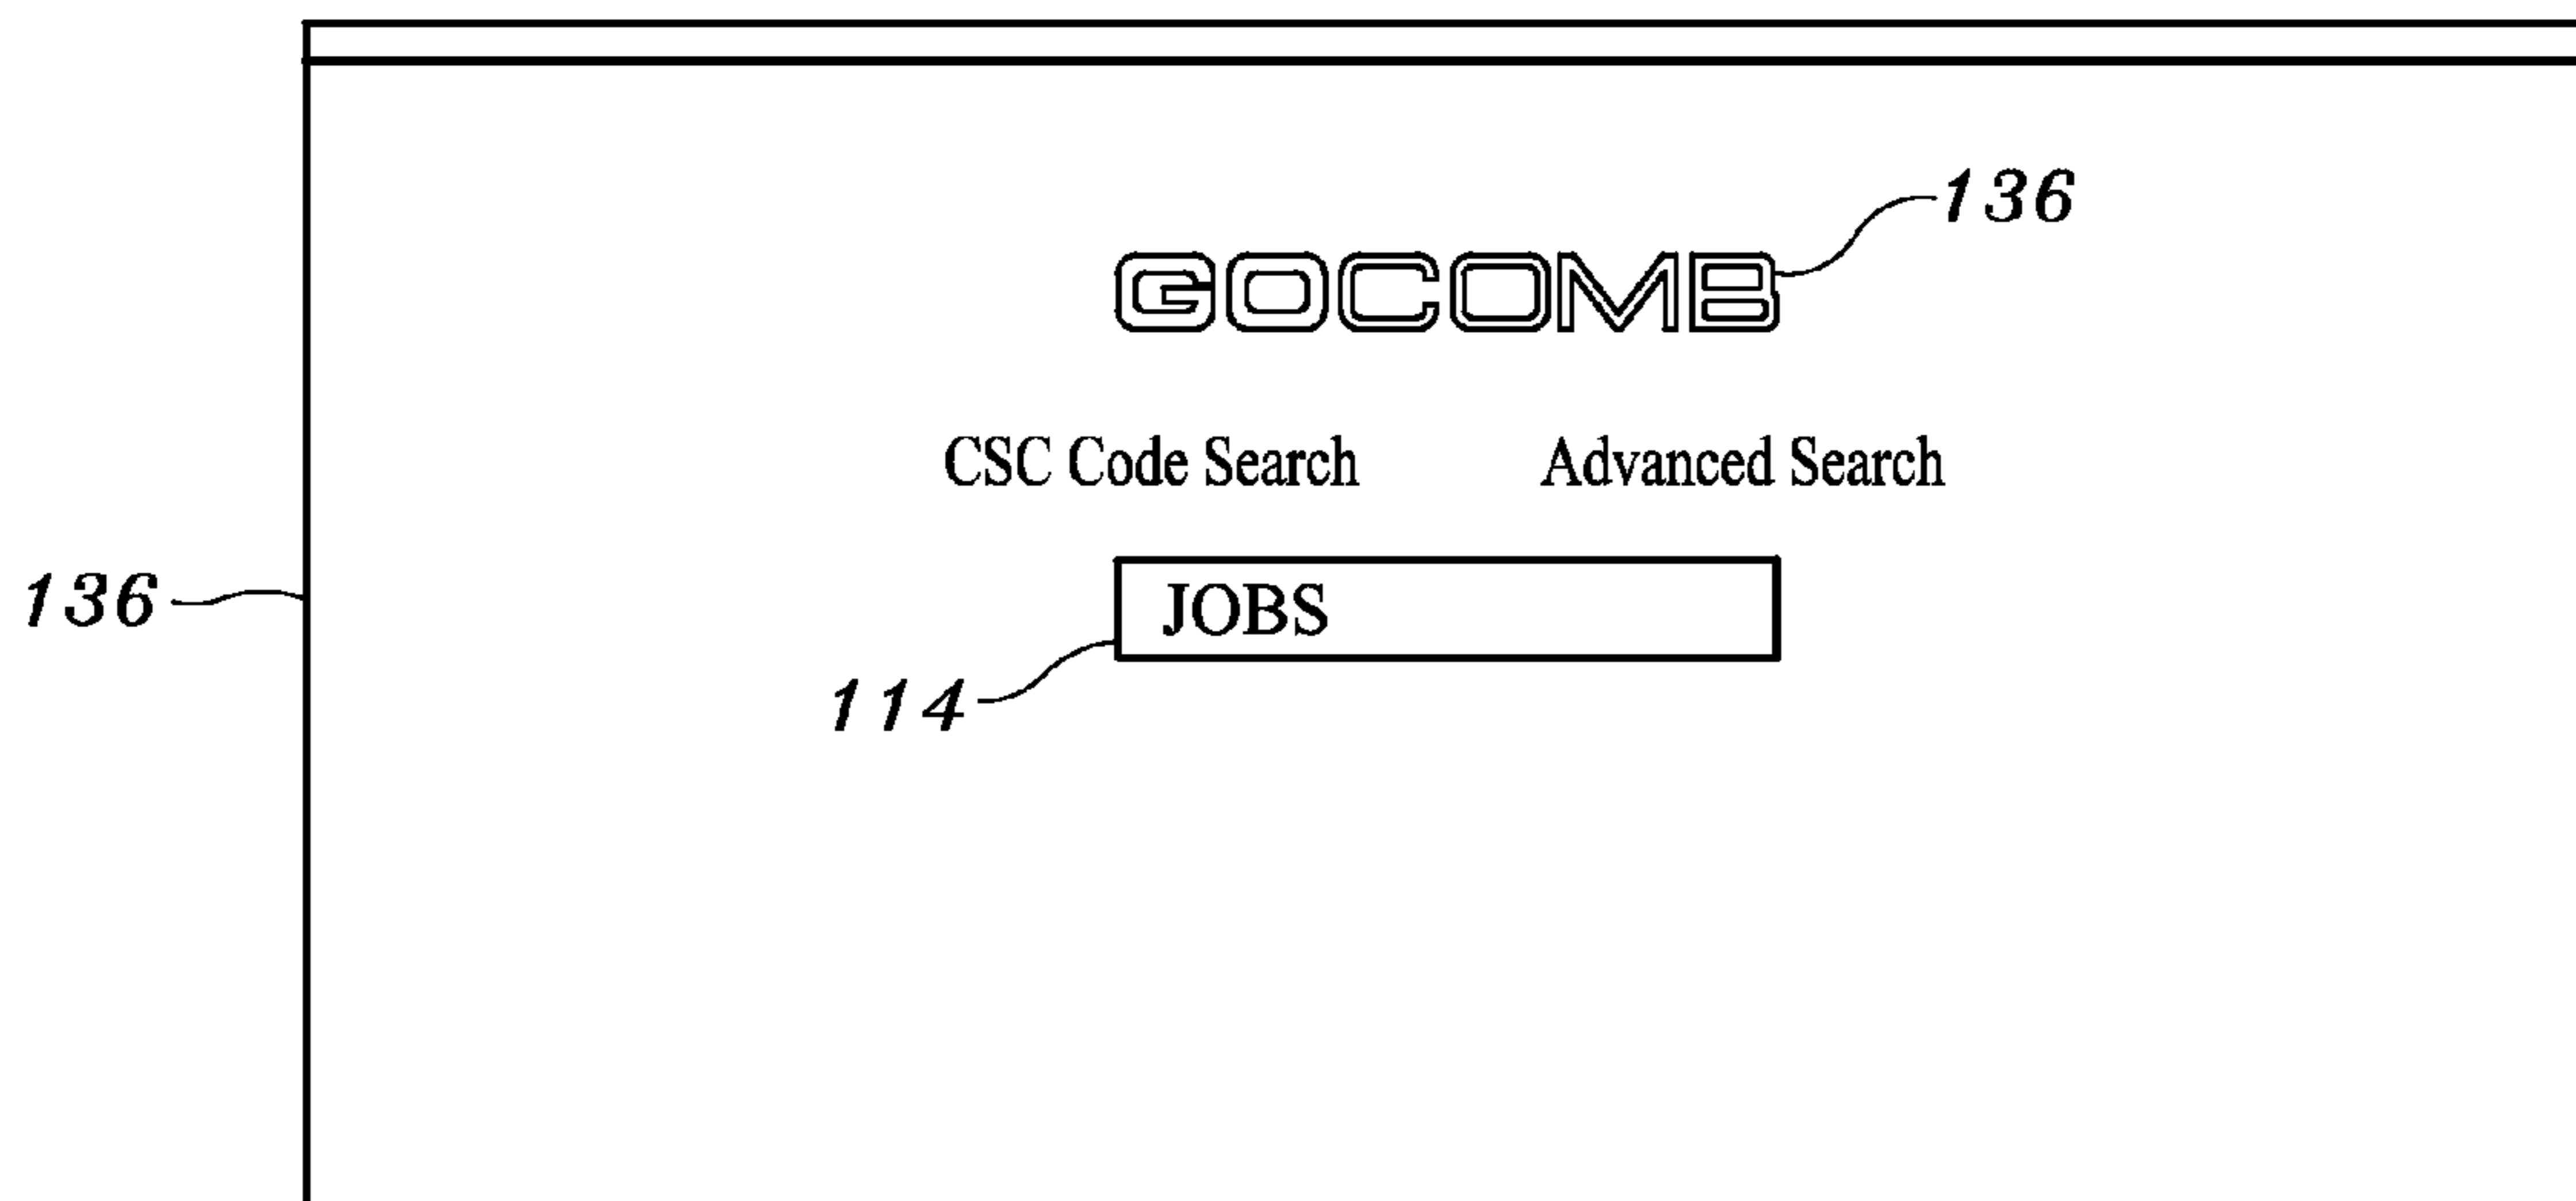 136
GOCOMB
CSC Code Search Advanced Search
136
JOBS
114